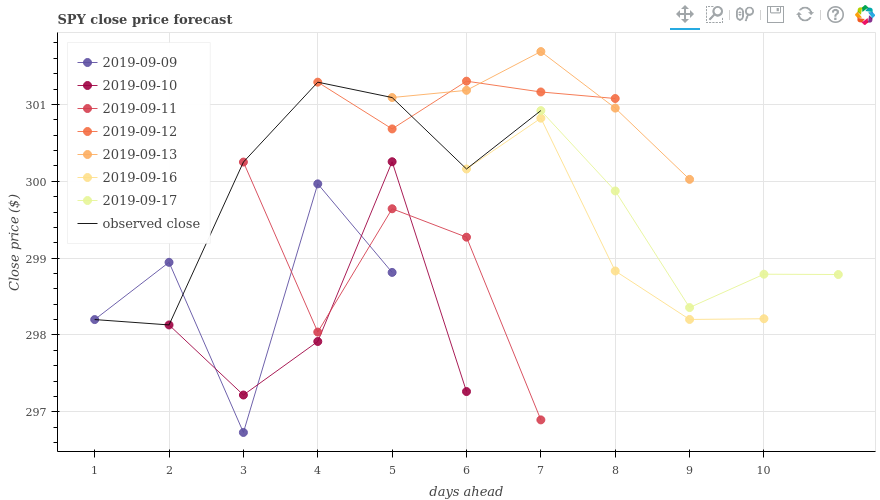 SPY close price forecast
2019-09-09
2019-09-10
2019-09-11
2019-09-12
2019-09-13
2019-09-16
2019-09-17
observed close
Close price ($)
301
300
299
298
297
1 2 3 4 5 6 7 8 9 10
days ahead